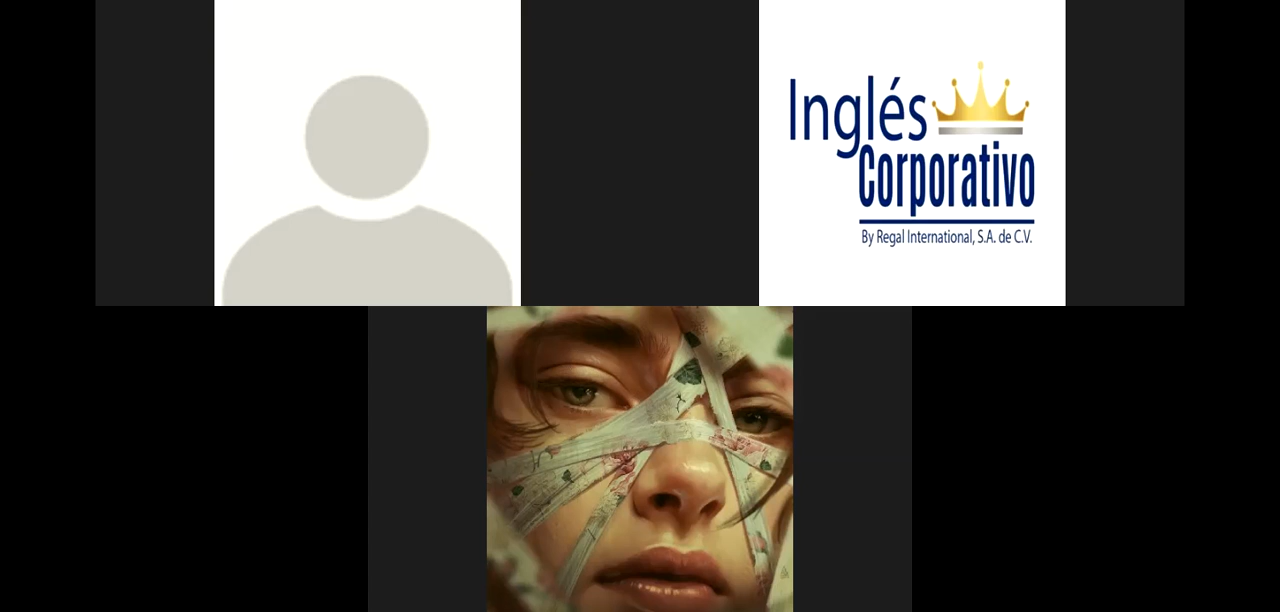 Inglés
Corporativo
By Regal International, S.A. de C.V.